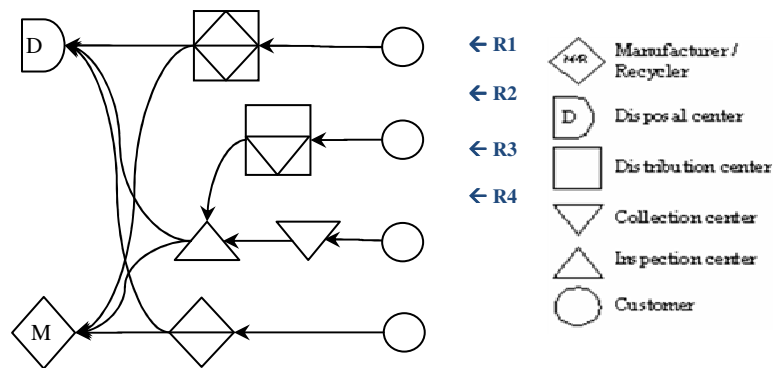 D
← R1
← R2
← R3
← R4
M
Manufacturer /
Recycler
D
Disposal center
Distribution center
Collection center
Inspection center
Customer